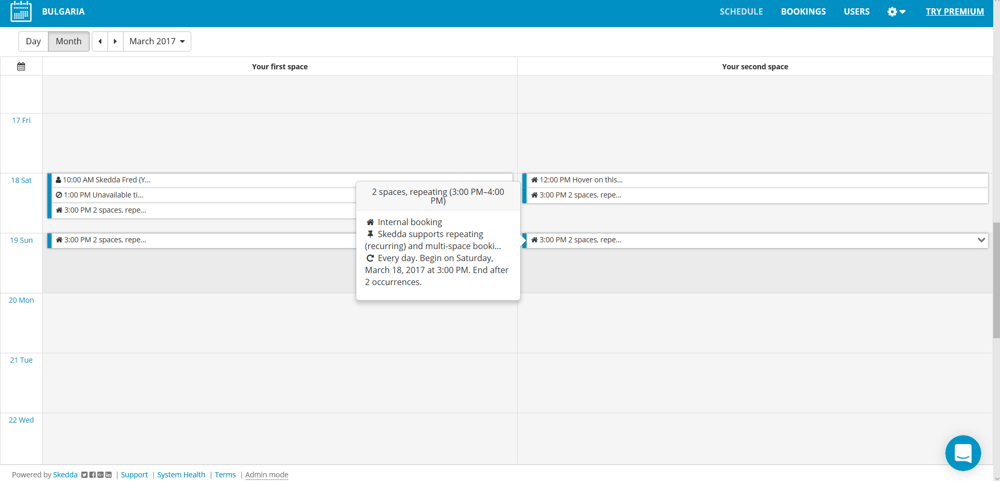 BULGARIA
SCHEDULE
BOOKINGS
USERS
TRY PREMIUM
Day
Month
March 2017
Your first space
Your second space
17 Fri
18 Sat
10:00 AM Skedda Fred (Y...
1:00 PM Unavailable ti...
3:00 PM 2 spaces, repe...
12:00 PM Hover on this...
3:00 PM 2 spaces, repe...
2 spaces, repeating (3:00 PM–4:00
PM)
Internal booking
Skedda supports repeating
(recurring) and multi-space booki...
Every day. Begin on Saturday,
March 18, 2017 at 3:00 PM. End after
2 occurrences.
19 Sun
3:00 PM 2 spaces, repe...
3:00 PM 2 spaces, repe...
20 Mon
21 Tue
22 Wed
Powered by Skedda | Support | System Health | Terms | Admin mode